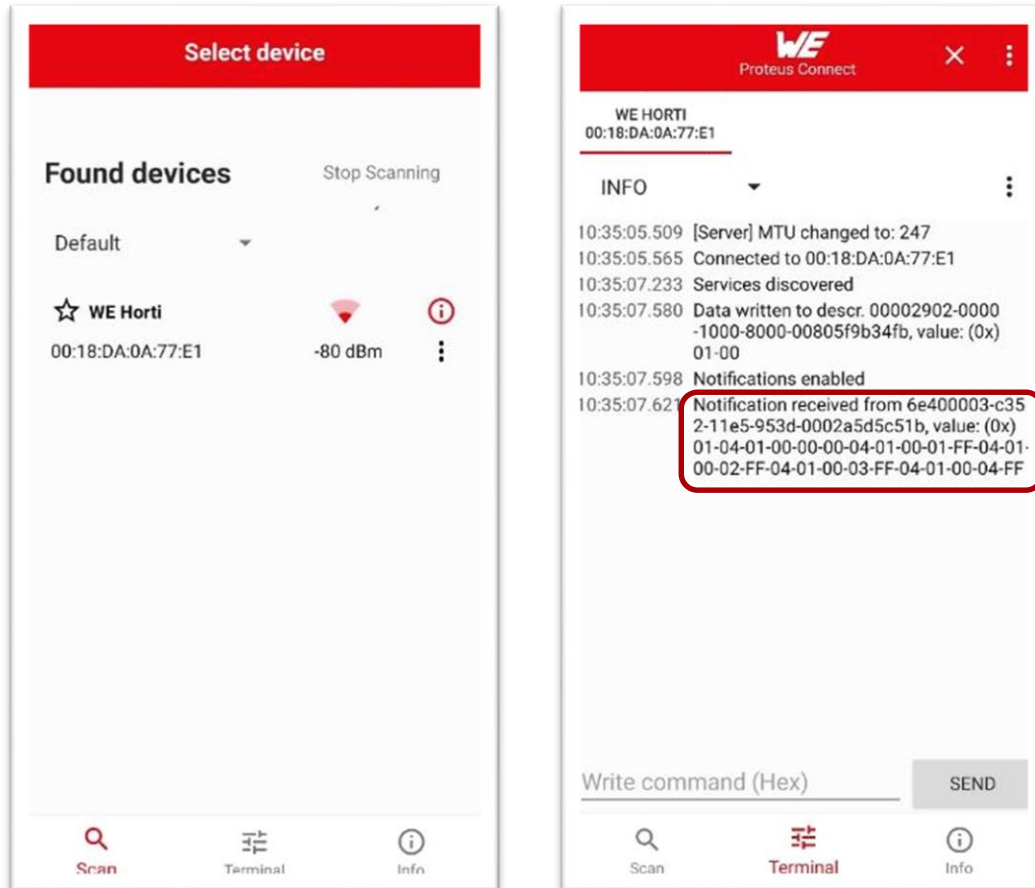 Select device
Found devices
Stop Scanning
Default
WE Horti
00:18:DA:0A:77:E1
-80 dBm
Scan
Terminal
Info
WE
Proteus Connect
WE HORTI
00:18:DA:0A:77:E1
INFO
10:35:05.509 [Server] MTU changed to: 247
10:35:05.565 Connected to 00:18:DA:0A:77:E1
10:35:07.233 Services discovered
10:35:07.580 Data written to descr. 00002902-0000
-1000-8000-00805f9b34fb, value: (0x)
01-00
10:35:07.598 Notifications enabled
10:35:07.621 Notification received from 6e400003-c35
2-11e5-953d-0002a5d5c51b, value: (0x)
01-04-01-00-00-00-04-01-00-01-FF-04-01-
00-02-FF-04-01-00-03-FF-04-01-00-04-FF
Write command (Hex)
SEND
Scan
Terminal
Info